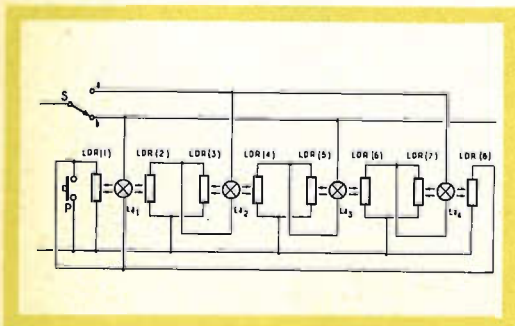 a
S
b
LDR(1) LDR(2) LDR(3) LDR(4) LDR(5) LDR(6) LDR(7) LDR(8)
P La₁ La₂ La₃ La₄